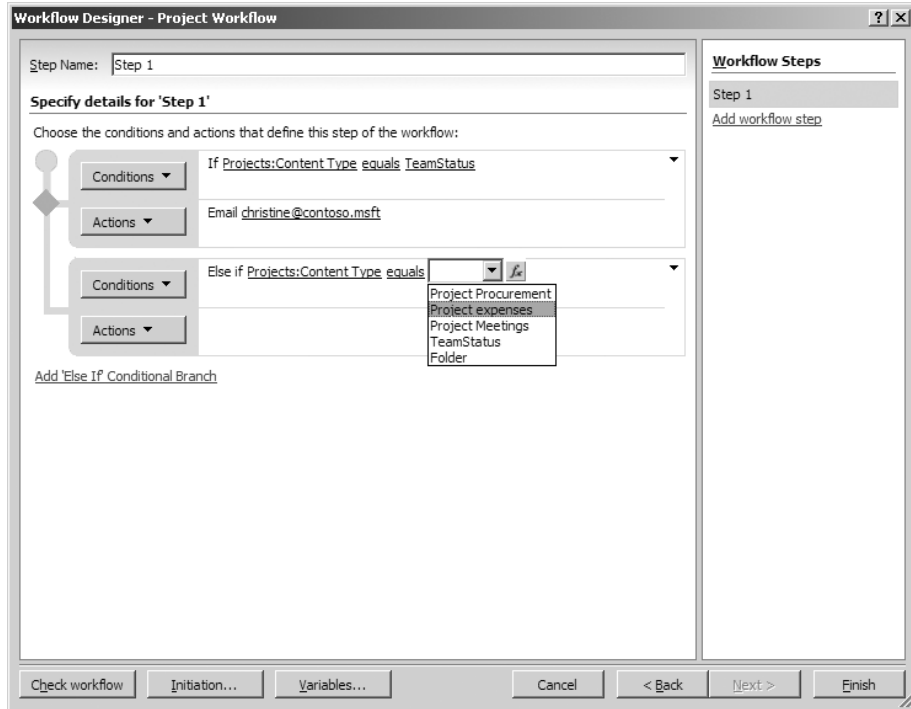 Workflow Designer - Project Workflow
Step Name: Step 1
Specify details for 'Step 1'
Choose the conditions and actions that define this step of the workflow:
Conditions
If Projects:Content Type equals TeamStatus
Actions
Email christine@contoso.msft
Conditions
Else if Projects:Content Type equals fx
Project Procurement
Project expenses
Project Meetings
TeamStatus
Folder
Actions
Add 'Else If' Conditional Branch
Workflow Steps
Step 1
Add workflow step
Check workflow
Initiation...
Variables...
Cancel
< Back
Next >
Finish